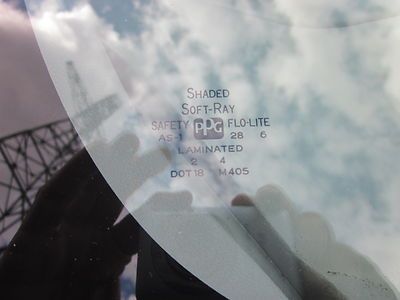 SHADED
SOFT-RAY
SAFETY PPG FLO-LITE
AS-1 28 6
LAMINATED
2 4
DOT18 M405